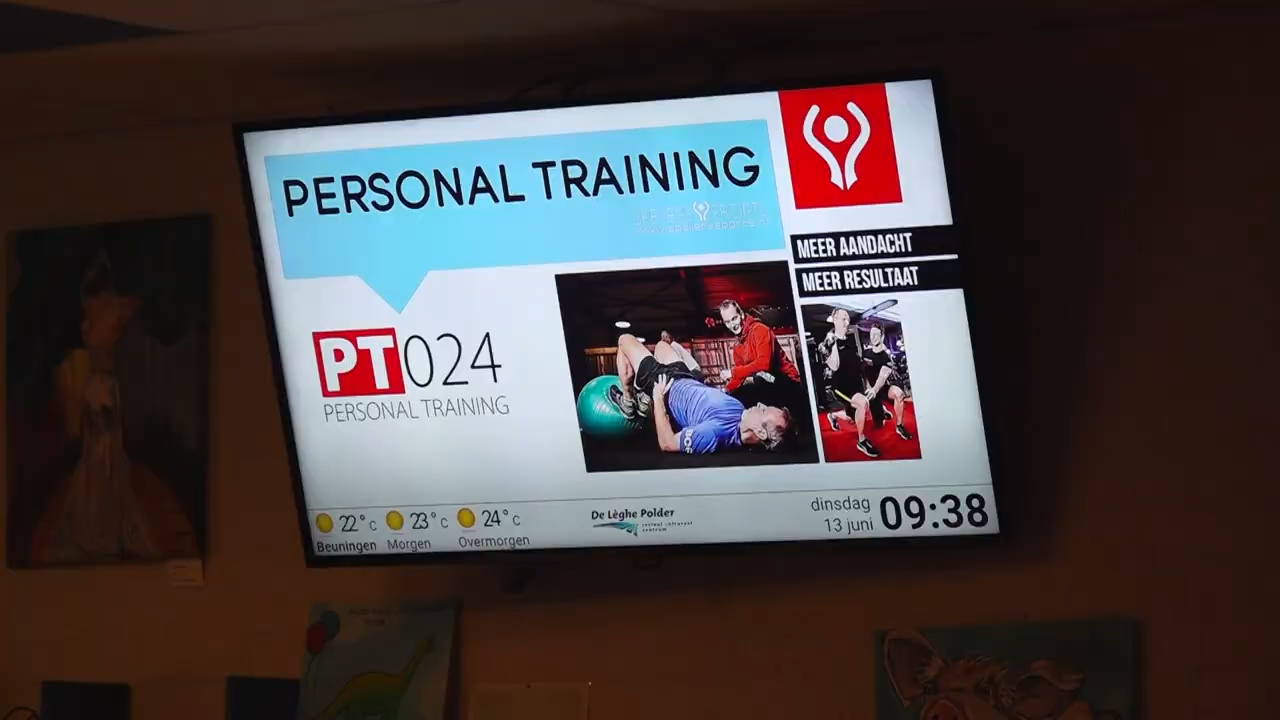 PERSONAL TRAINING
MEER AANDACHT
MEER RESULTAAT
PT024
PERSONAL TRAINING
22°c
23°c
24°c
Beuningen
Morgen
Overmorgen
De Lèghe Polder
dinsdag
13 juni
09:38